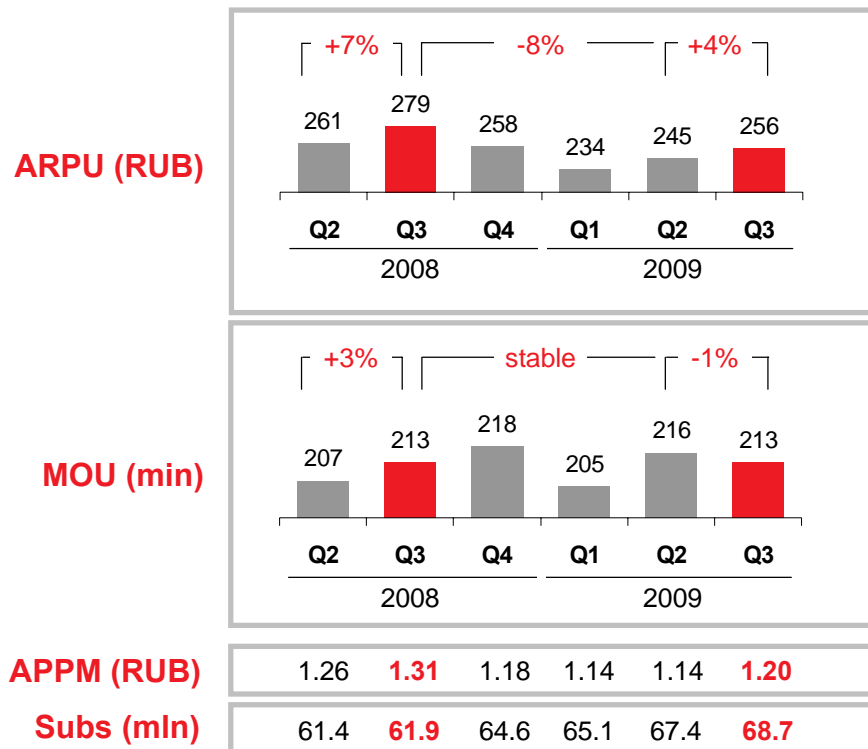 +7% -8% +4%
261 279 258 234 245 256
ARPU (RUB)
Q2 Q3 Q4 Q1 Q2 Q3
2008 2009
+3% stable -1%
207 213 218 205 216 213
MOU (min)
Q2 Q3 Q4 Q1 Q2 Q3
2008 2009
APPM (RUB) 1.26 1.31 1.18 1.14 1.14 1.20
Subs (mln) 61.4 61.9 64.6 65.1 67.4 68.7